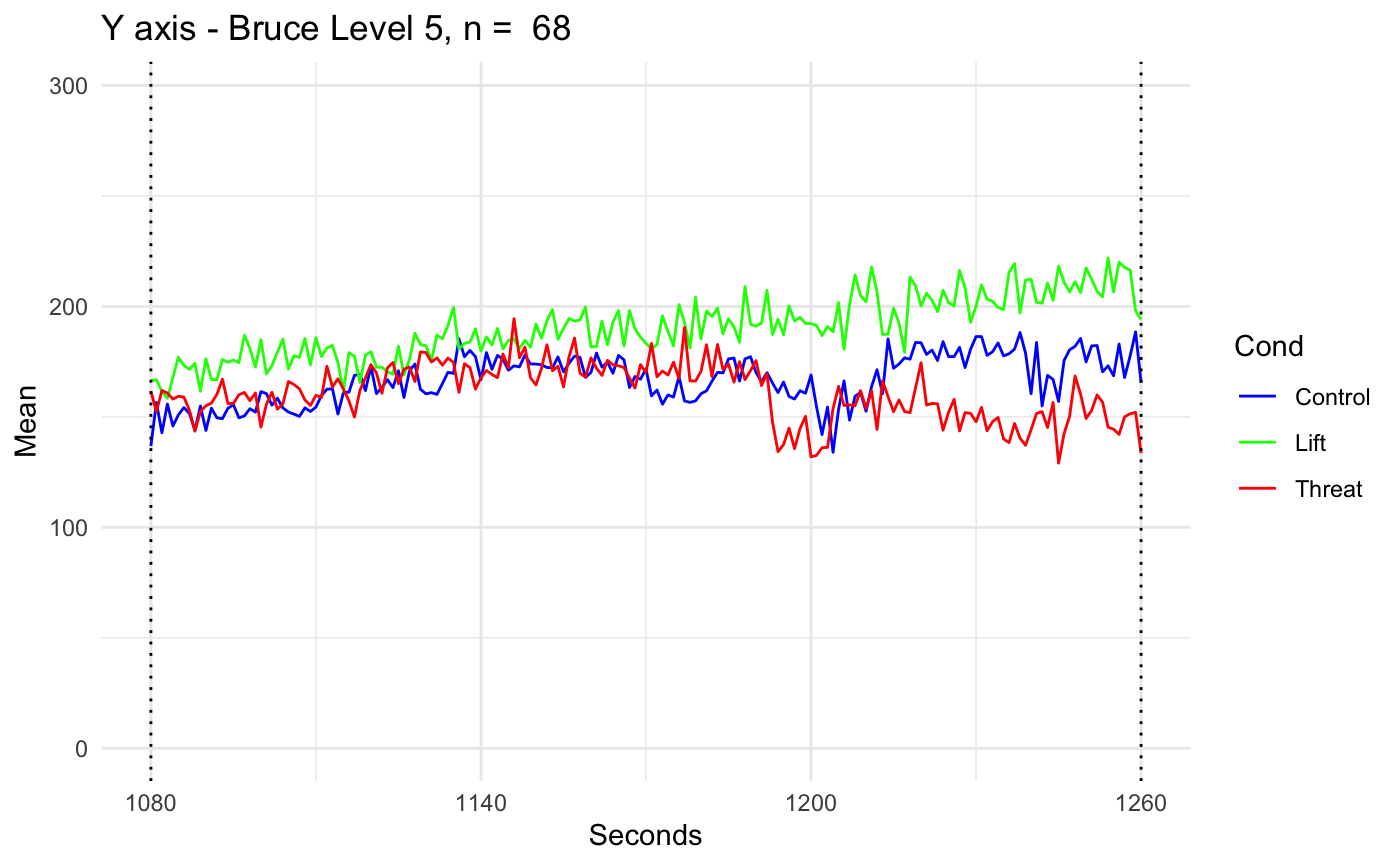 Y axis - Bruce Level 5, n =  68
Mean
300
200
100
0
1080
1140
1200
1260
Seconds
Cond
Control
Lift
Threat